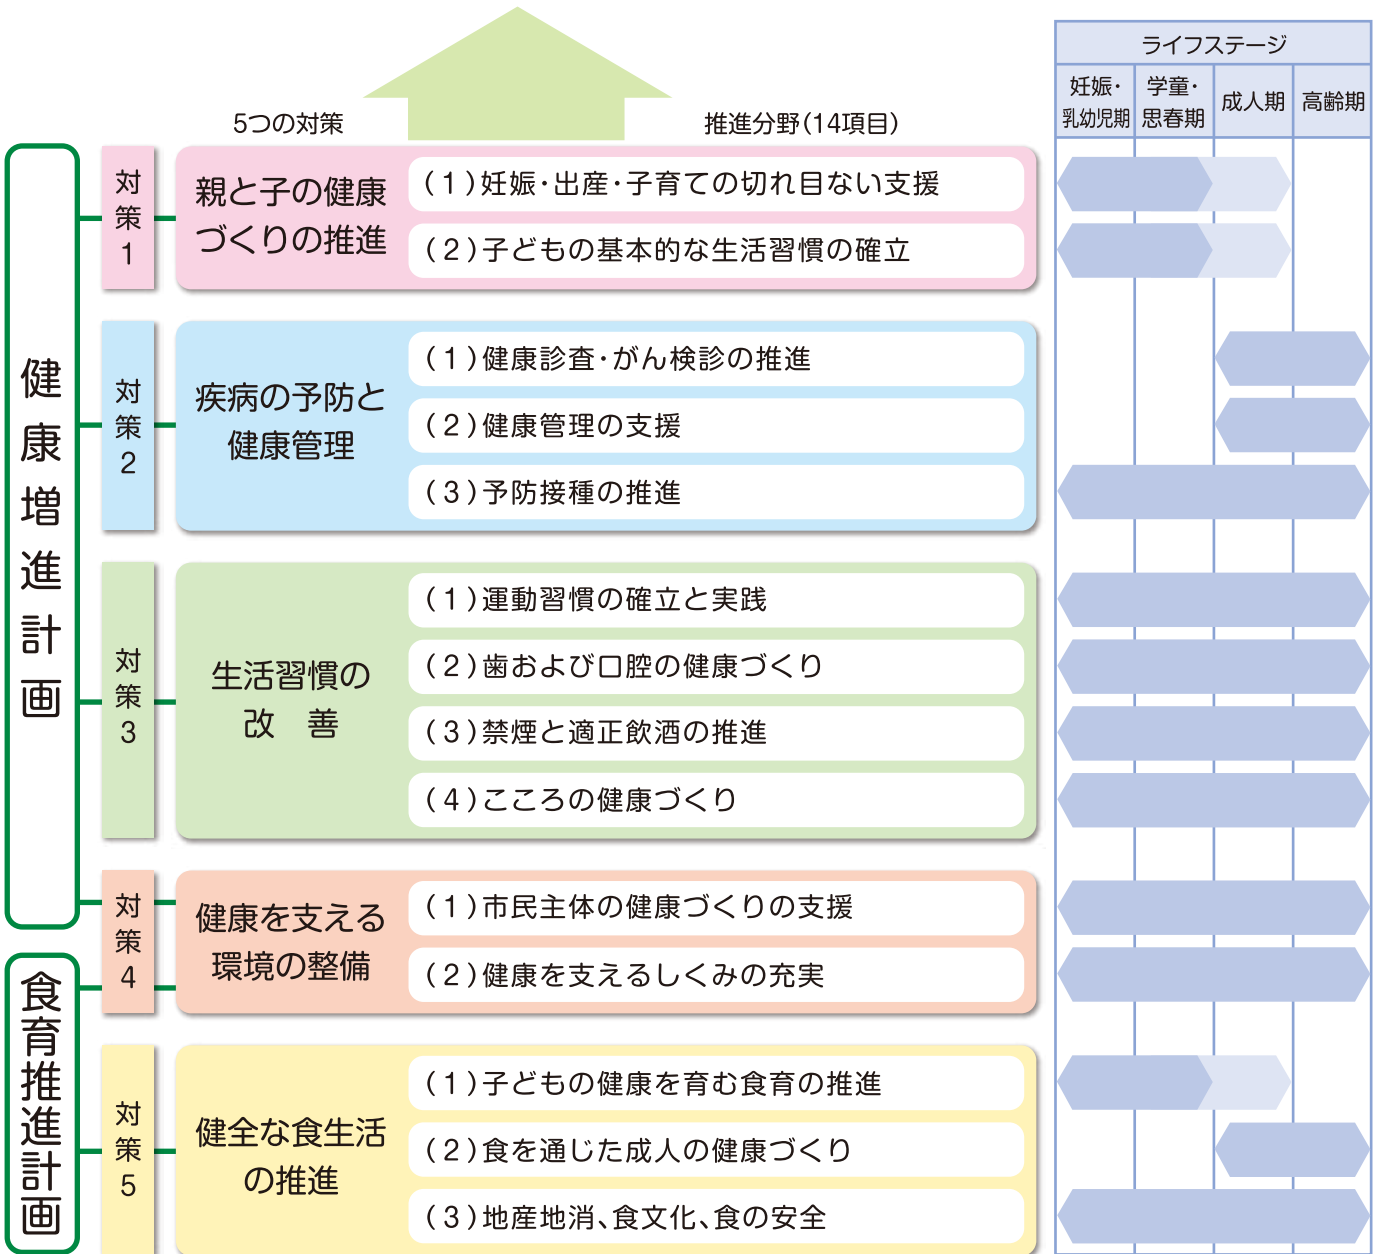 5つの対策
推進分野(14項目)
ライフステージ
妊娠・乳幼児期
学童・思春期
成人期
高齢期
健康増進計画
対策1
親と子の健康
づくりの推進
(1)妊娠・出産・子育ての切れ目ない支援
(2)子どもの基本的な生活習慣の確立
対策2
疾病の予防と
健康管理
(1)健康診査・がん検診の推進
(2)健康管理の支援
(3)予防接種の推進
対策3
生活習慣の
改　善
(1)運動習慣の確立と実践
(2)歯および口腔の健康づくり
(3)禁煙と適正飲酒の推進
(4)こころの健康づくり
対策4
健康を支える
環境の整備
(1)市民主体の健康づくりの支援
(2)健康を支えるしくみの充実
食育推進計画
対策5
健全な食生活
の推進
(1)子どもの健康を育む食育の推進
(2)食を通じた成人の健康づくり
(3)地産地消、食文化、食の安全